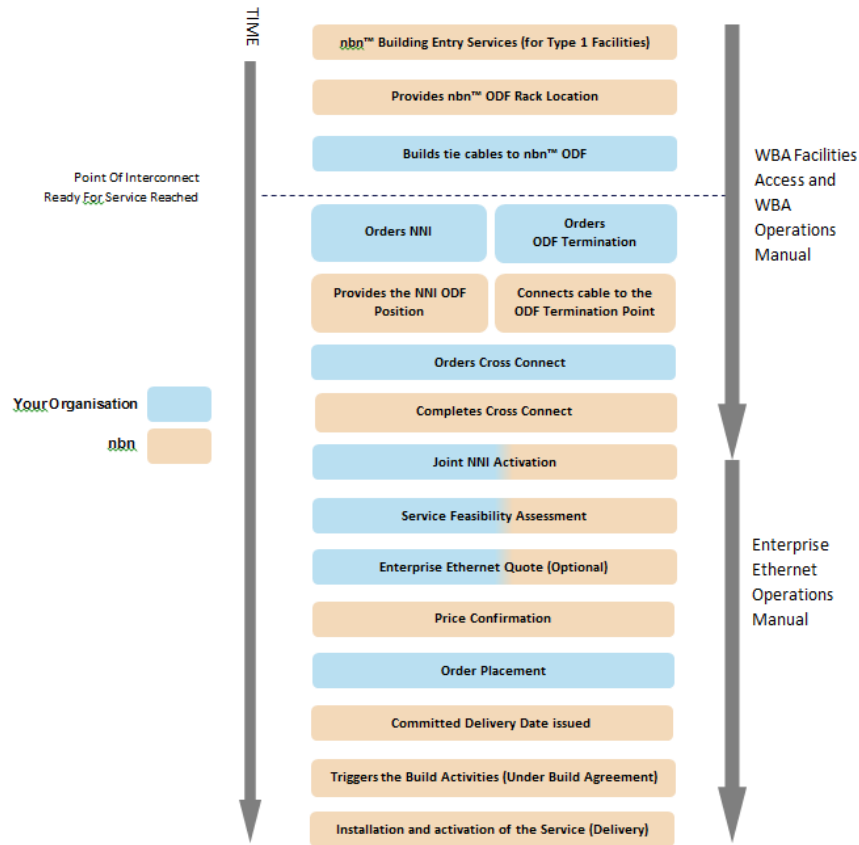 TIME
nbn™ Building Entry Services (for Type 1 Facilities)
Provides nbn™ ODF Rack Location
Builds tie cables to nbn™ ODF
Point Of Interconnect
Ready For Service Reached
WBA Facilities
Access and
WBA
Operations
Manual
Orders NNI
Orders
ODF Termination
Provides the NNI ODF
Position
Connects cable to the
ODF Termination Point
Orders Cross Connect
Your Organisation
nbn
Completes Cross Connect
Joint NNI Activation
Service Feasibility Assessment
Enterprise Ethernet Quote (Optional)
Enterprise
Ethernet
Operations
Manual
Price Confirmation
Order Placement
Committed Delivery Date issued
Triggers the Build Activities (Under Build Agreement)
Installation and activation of the Service (Delivery)